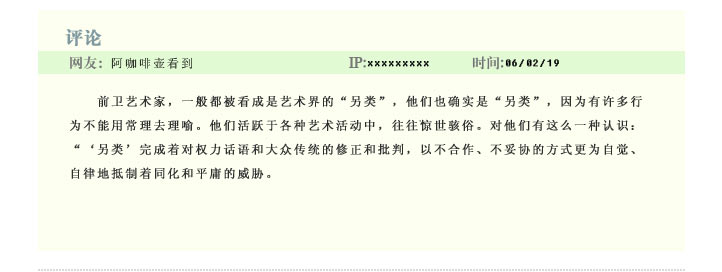 评论
网友: 阿咖啡壶看到 IP:xxxxxxxxx 时间:06/02/19
前卫艺术家，一般都被看成是艺术界的“另类”，他们也确实是“另类”，因为有许多行
为不能用常理去理喻。他们活跃于各种艺术活动中，往往惊世骇俗。对他们有这么一种认识：
“‘另类’完成着对权力话语和大众传统的修正和批判，以不合作、不妥协的方式更为自觉、
自律地抵制着同化和平庸的威胁。